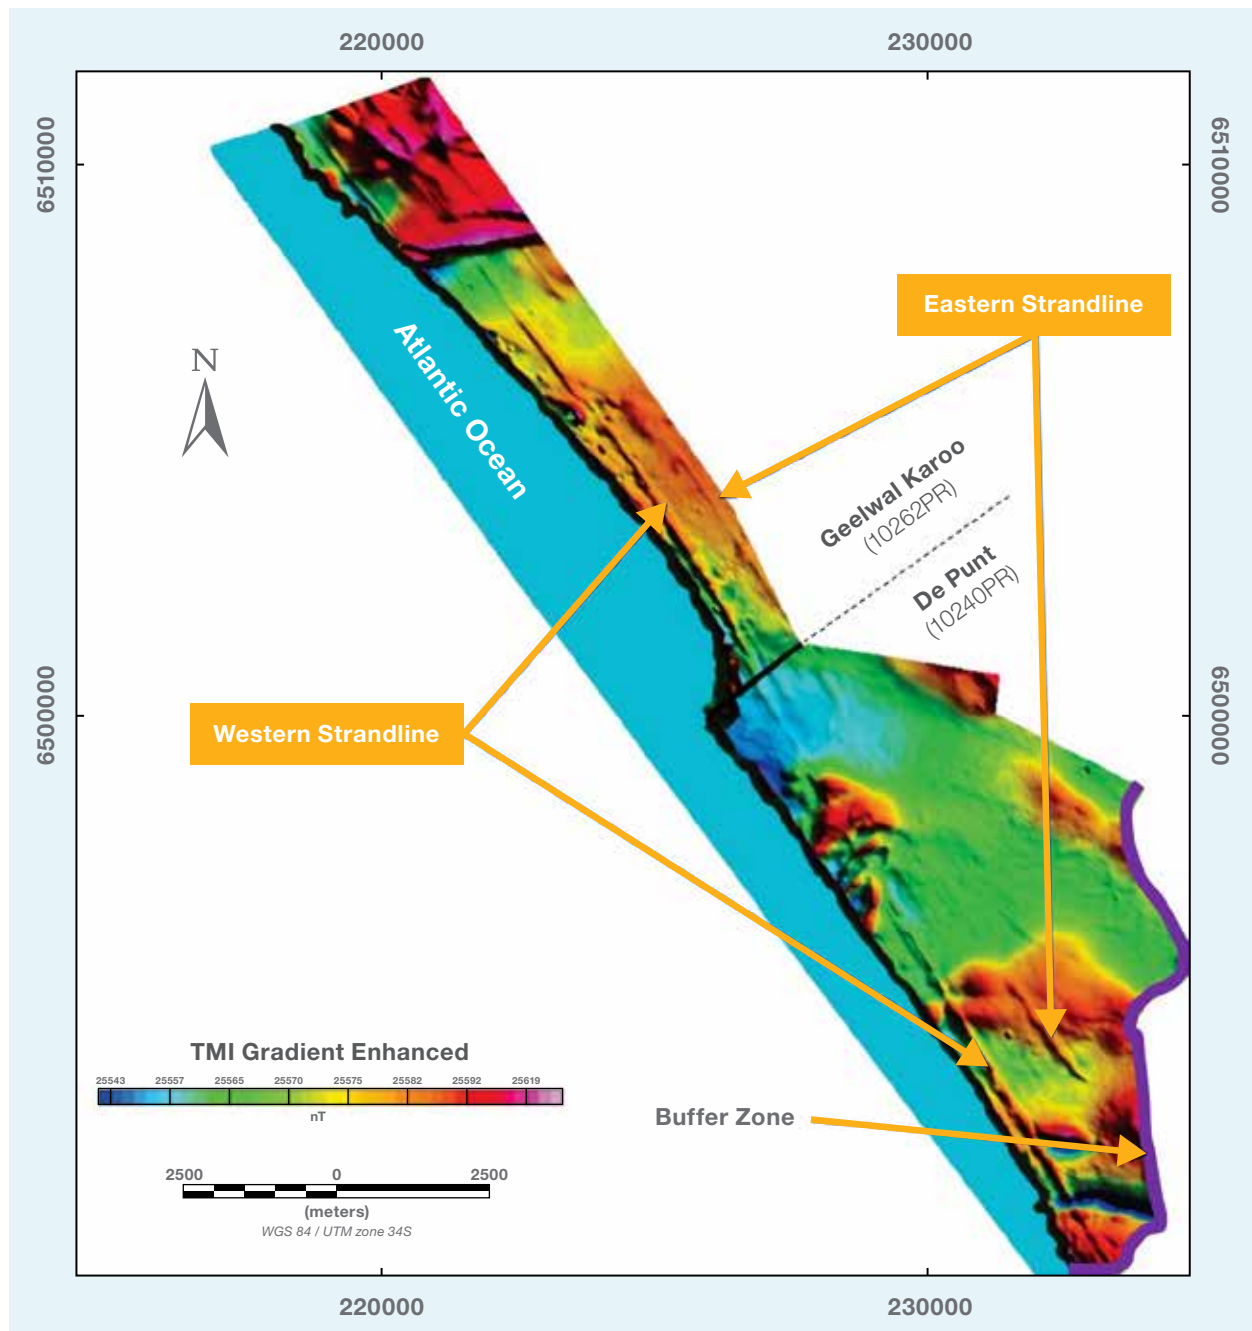 220000
230000
6510000
6510000
Eastern Strandline
N
Atlantic Ocean
Geelwal Karoo
(10262PR)
De Punt
(10240PR)
6500000
6500000
Western Strandline
TMI Gradient Enhanced
25543 25557 25565 25570 25575 25582 25592 25619
nT
Buffer Zone
2500 0 2500
(meters)
WGS 84 / UTM zone 34S
220000
230000